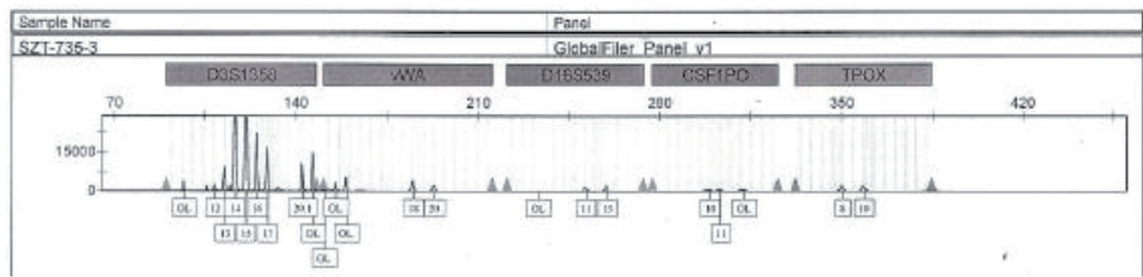 Sample Name Panel
SZT-735-3 GlobalFiler_Panel_v1
D3S1358 vWA D16S539 CSF1PO TPOX
70 140 210 280 350 420
15000
0
OL 12 14 16 20.1 OL 18 20 OL 11 13 10 OL 8 10
13 15 17 OL OL 11
OL